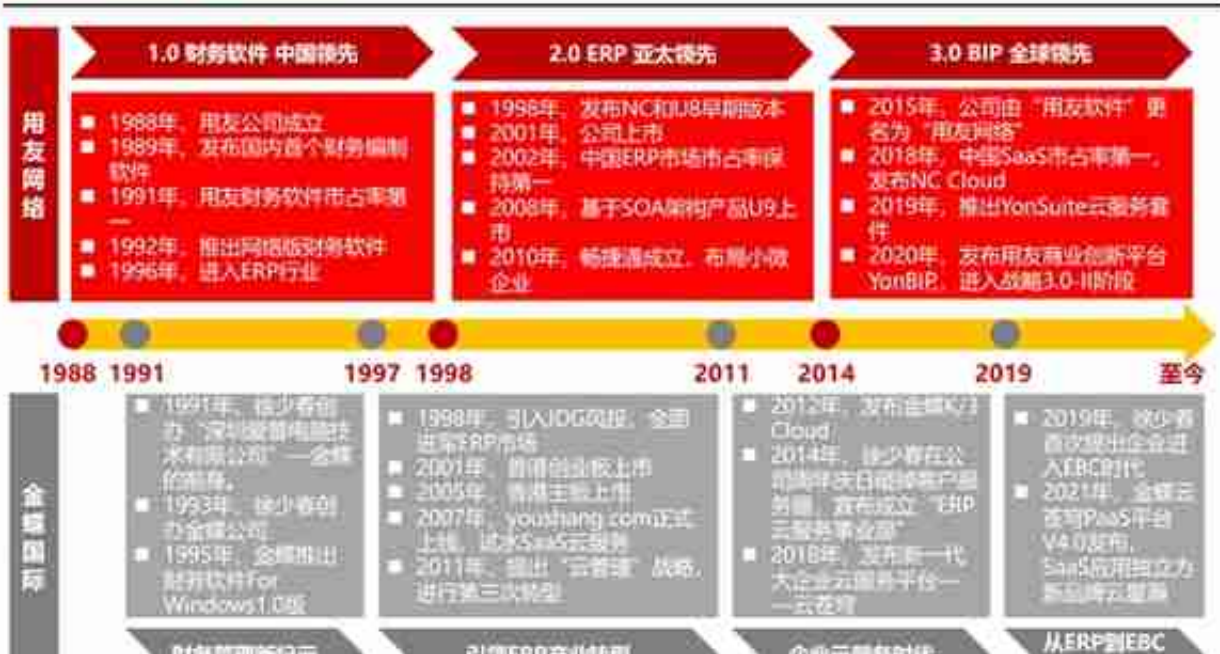 1.0 财务软件 中国领先
2.0 ERP 亚太领先
3.0 BIP 全球领先
用友网络
1988年，用友公司成立
1989年，发布国内首个财务编制
软件
1991年，用友财务软件市占率第
一
1992年，推出网络版财务软件
1996年，进入ERP行业
1998年，发布NC和U8早期版本
2001年，公司上市
2002年，中国ERP市场市占率保
持第一
2008年，基于SOA架构产品U9上
市
2010年，畅捷通成立，布局小微
企业
2015年，公司由“用友软件”更
名为“用友网络”
2018年，中国SaaS市占率第一，
发布NC Cloud
2019年，推出YonSuite云服务套
件
2020年，发布用友商业创新平台
YonBIP，进入战略3.0-II阶段
1988 1991 1997 1998 2011 2014 2019 至今
金蝶国际
1991年，徐少春创
办“深圳爱普电脑技
术有限公司”—金蝶
的前身。
1993年，徐少春创
办金蝶公司
1995年，金蝶推出
财务软件For
Windows1.0版
1998年，引入IDG风投，全面
进军ERP市场
2001年，香港创业板上市
2005年，香港主板上市
2007年，youshang.com正式
上线，试水SaaS云服务
2011年，提出“云管理”战略，
进行第三次转型
2012年，发布金蝶K/3
Cloud
2014年，徐少春在公
司周年庆日砸掉客户服
务器，宣布成立“ERP
云服务事业部”
2018年，发布新一代
大企业云服务平台—
—云苍穹
2019年，徐少春
首次提出企业进
入EBC时代
2021年，金蝶云
苍穹PaaS平台
V4.0发布，
SaaS应用独立为
新品牌云星瀚
财务管理新纪元
引领ERP产业转型
企业云服务时代
从ERP到EBC